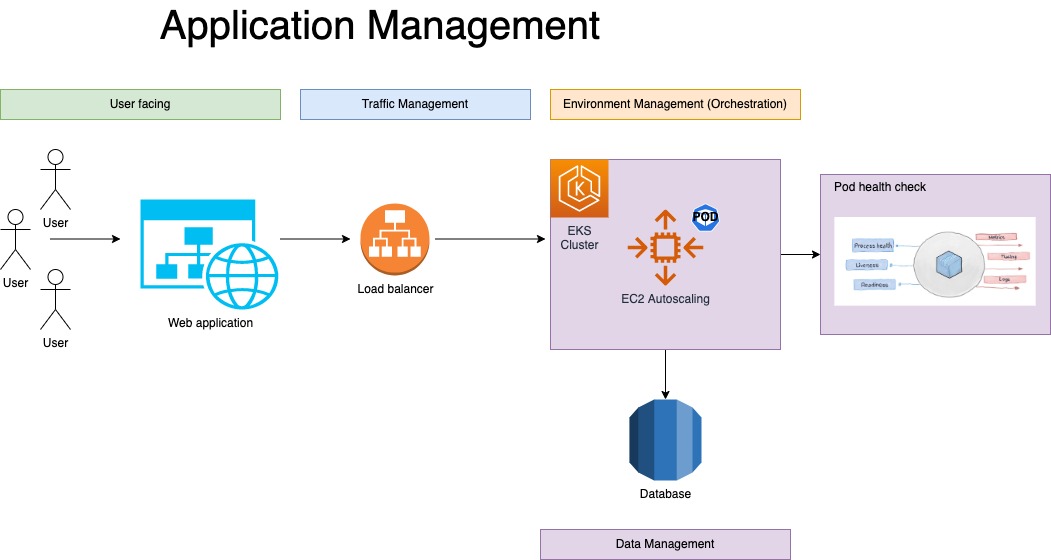 Application Management
User facing
Traffic Management
Environment Management (Orchestration)
User
User
User
Web application
Load balancer
EKS
Cluster
POD
EC2 Autoscaling
Pod health check
Process health
Liveness
Readiness
Metrics
Tracing
Logs
Database
Data Management